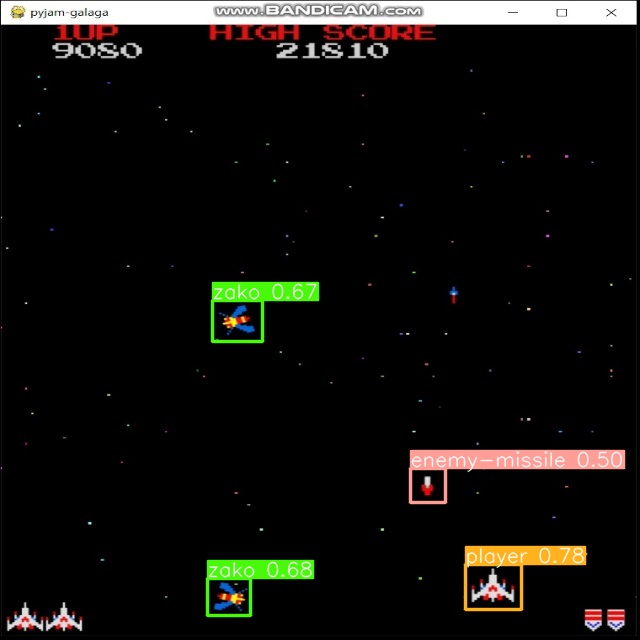 pyjam-galaga
www.BANDICAM.com
1UP HIGH SCORE
9080 21810
zako 0.67
enemy-missile 0.50
player 0.78
zako 0.68